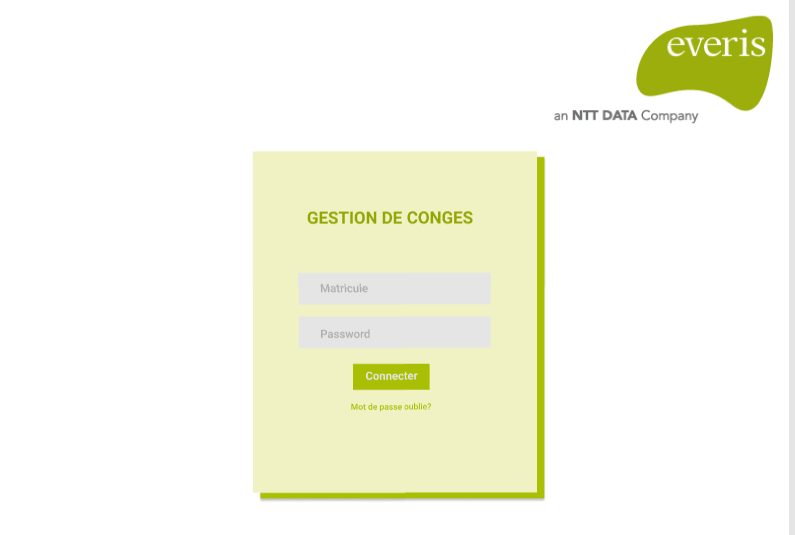 everis
an NTT DATA Company
GESTION DE CONGES
Matricule
Password
Connecter
Mot de passe oublie?